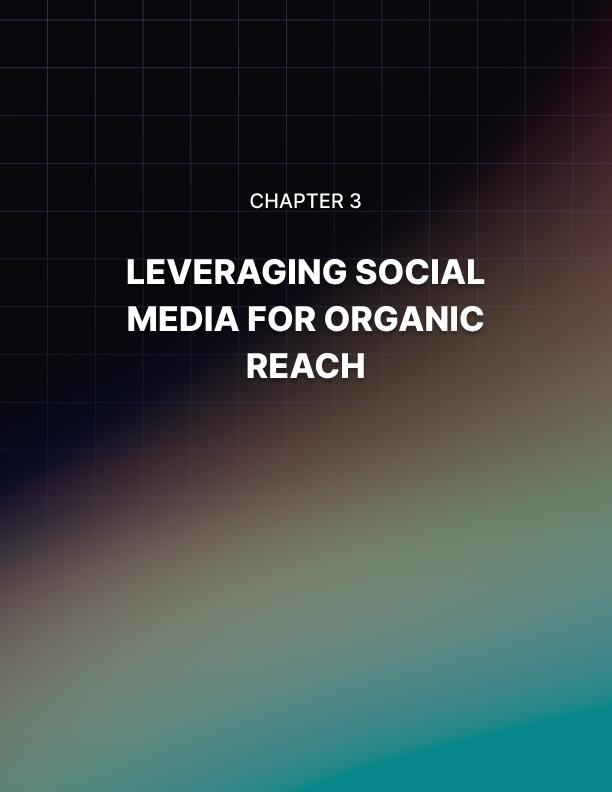 CHAPTER 3
LEVERAGING SOCIAL
MEDIA FOR ORGANIC
REACH